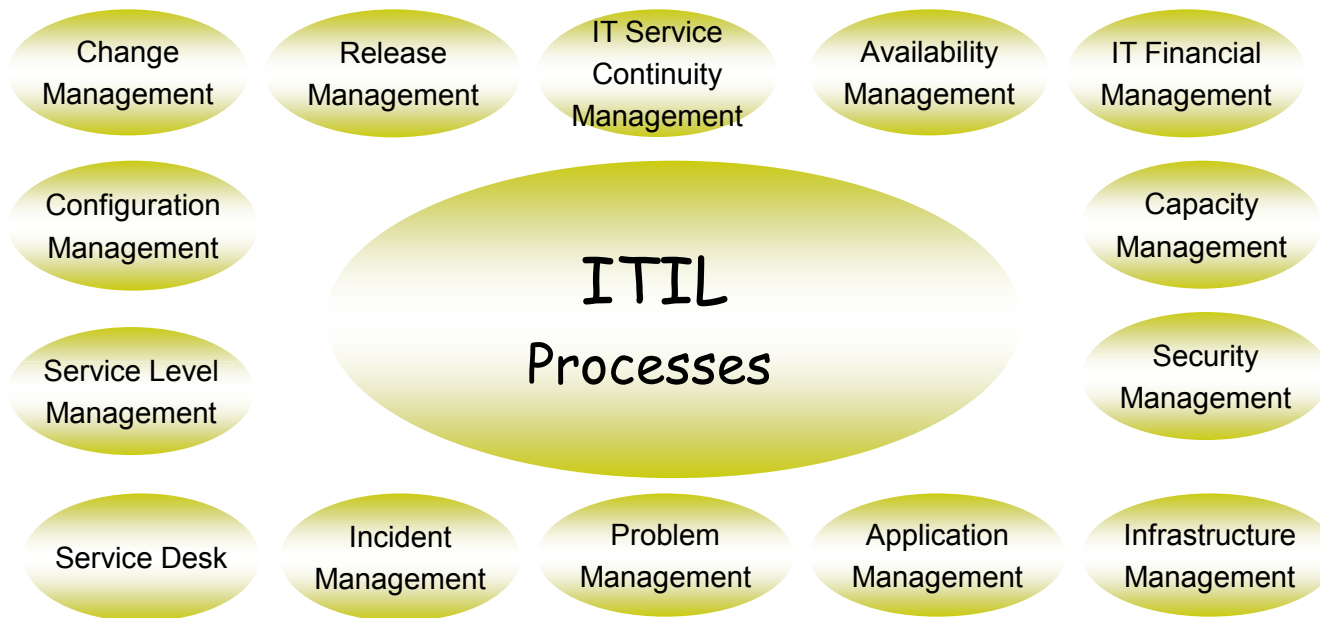 Change
Management
Release
Management
IT Service
Continuity
Management
Availability
Management
IT Financial
Management
Configuration
Management
Capacity
Management
ITIL
Processes
Service Level
Management
Security
Management
Service Desk
Incident
Management
Problem
Management
Application
Management
Infrastructure
Management